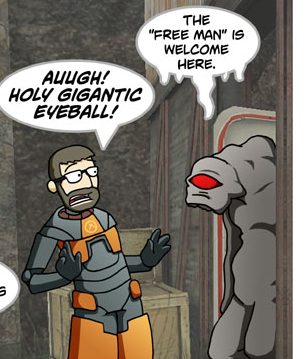 THE
"FREE MAN" IS
WELCOME
HERE.
AUUGH!
HOLY GIGANTIC
EYEBALL!